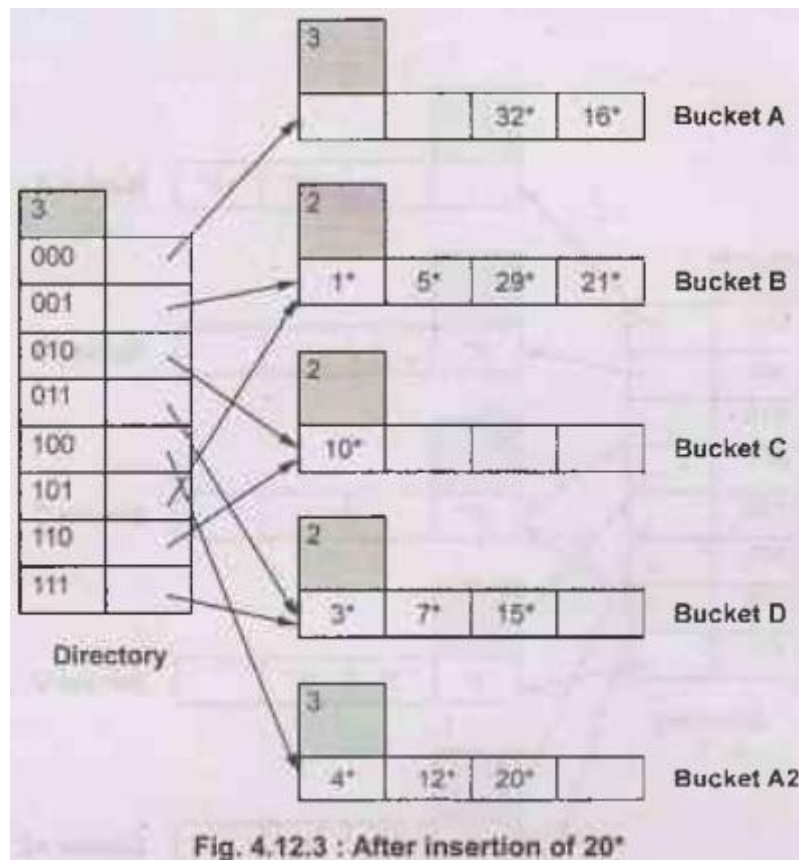 3
32* 16* Bucket A
3
000
001
010
011
100
101
110
111
Directory
2
1* 5* 29* 21* Bucket B
2
10* Bucket C
2
3* 7* 15* Bucket D
3
4* 12* 20* Bucket A2
Fig. 4.12.3 : After insertion of 20*